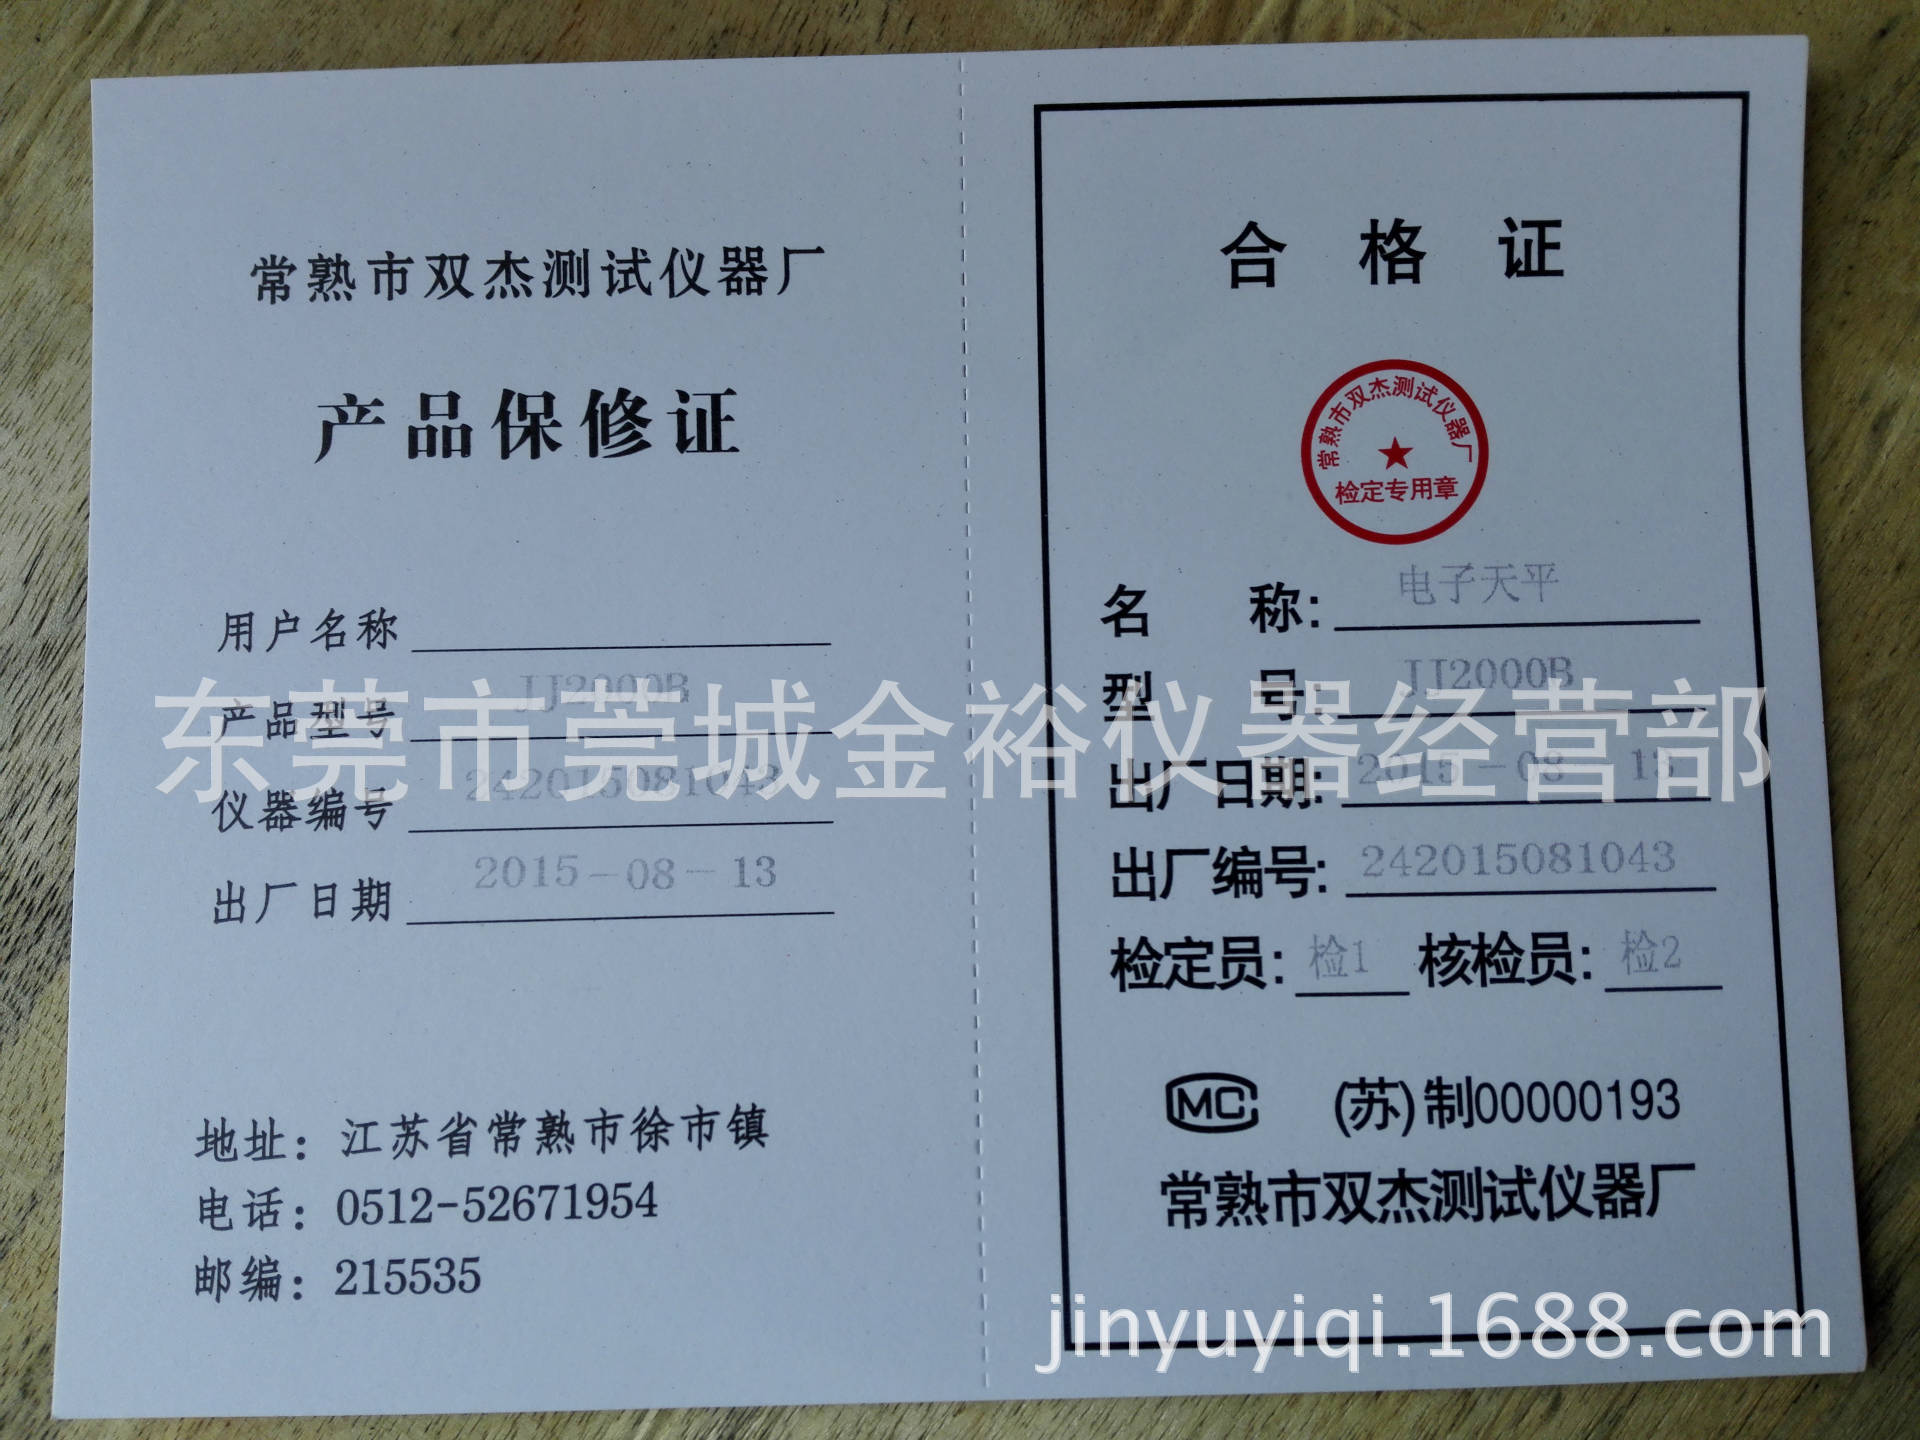 常熟市双杰测试仪器厂
产品保修证
用户名称
产品型号 JJ2000B
仪器编号 242015081043
出厂日期 2015-08-13
地址：江苏省常熟市徐市镇
电话：0512-52671954
邮编：215535
合格证
常熟市双杰测试仪器厂
检定专用章
名称：电子天平
型号：JJ2000B
出厂日期：2015-08-13
出厂编号：242015081043
检定员：检1 核检员：检2
MC (苏)制00000193
常熟市双杰测试仪器厂
东莞市莞城金裕仪器经营部
jinyuyiqi.1688.com